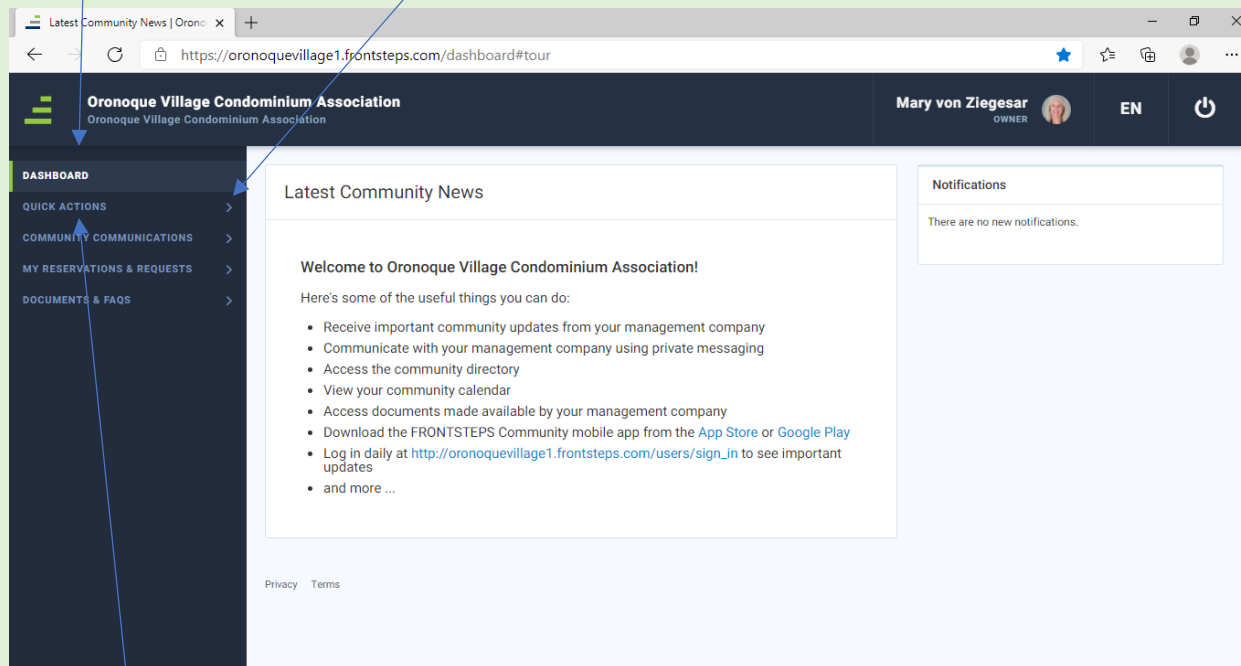 Latest Community News | Orono
https://oronoquevillage1.frontsteps.com/dashboard#tour
Oronoque Village Condominium Association
Oronoque Village Condominium Association
Mary von Ziegesar
OWNER
EN
DASHBOARD
QUICK ACTIONS
COMMUNITY COMMUNICATIONS
MY RESERVATIONS & REQUESTS
DOCUMENTS & FAQS
Latest Community News
Welcome to Oronoque Village Condominium Association!
Here's some of the useful things you can do:
• Receive important community updates from your management company
• Communicate with your management company using private messaging
• Access the community directory
• View your community calendar
• Access documents made available by your management company
• Download the FRONTSTEPS Community mobile app from the App Store or Google Play
• Log in daily at http://oronoquevillage1.frontsteps.com/users/sign_in to see important
updates
• and more ...
Notifications
There are no new notifications.
Privacy Terms